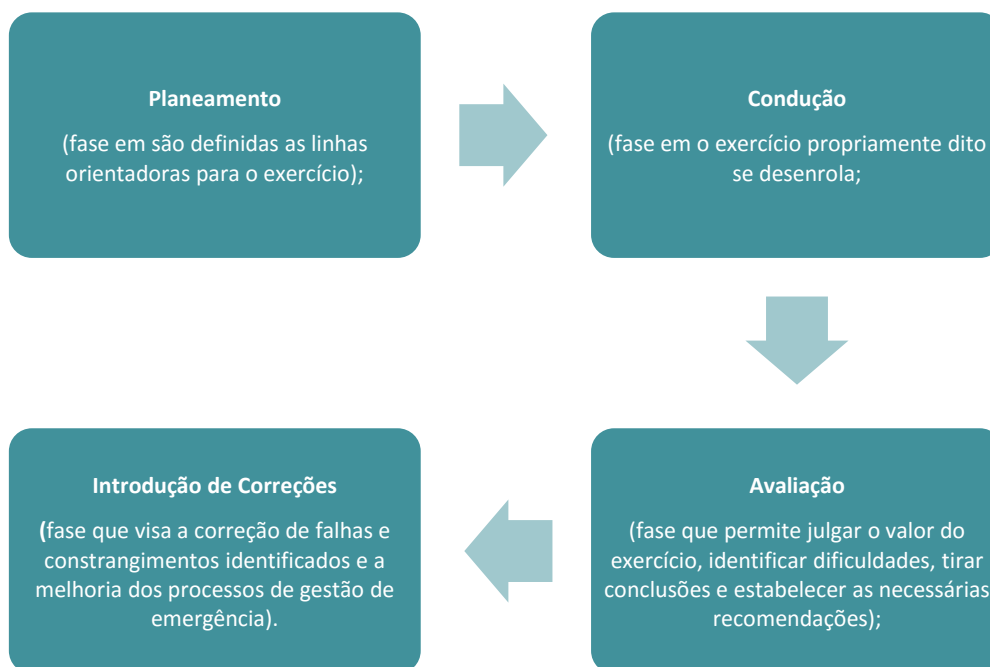 Planeamento
(fase em são definidas as linhas
orientadoras para o exercício);
Condução
(fase em o exercício propriamente dito
se desenrola;
Avaliação
(fase que permite julgar o valor do
exercício, identificar dificuldades, tirar
conclusões e estabelecer as necessárias
recomendações);
Introdução de Correções
(fase que visa a correção de falhas e
constrangimentos identificados e a
melhoria dos processos de gestão de
emergência).